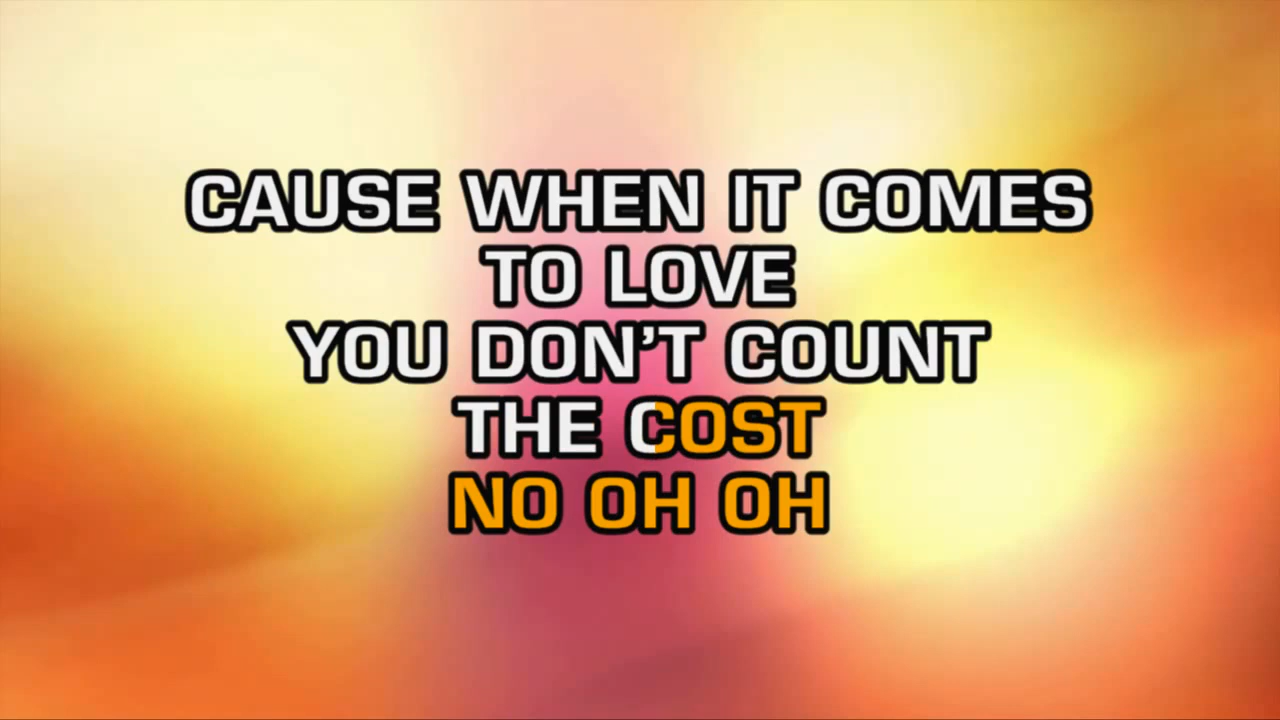 CAUSE WHEN IT COMES
TO LOVE
YOU DON’T COUNT
THE COST
NO OH OH